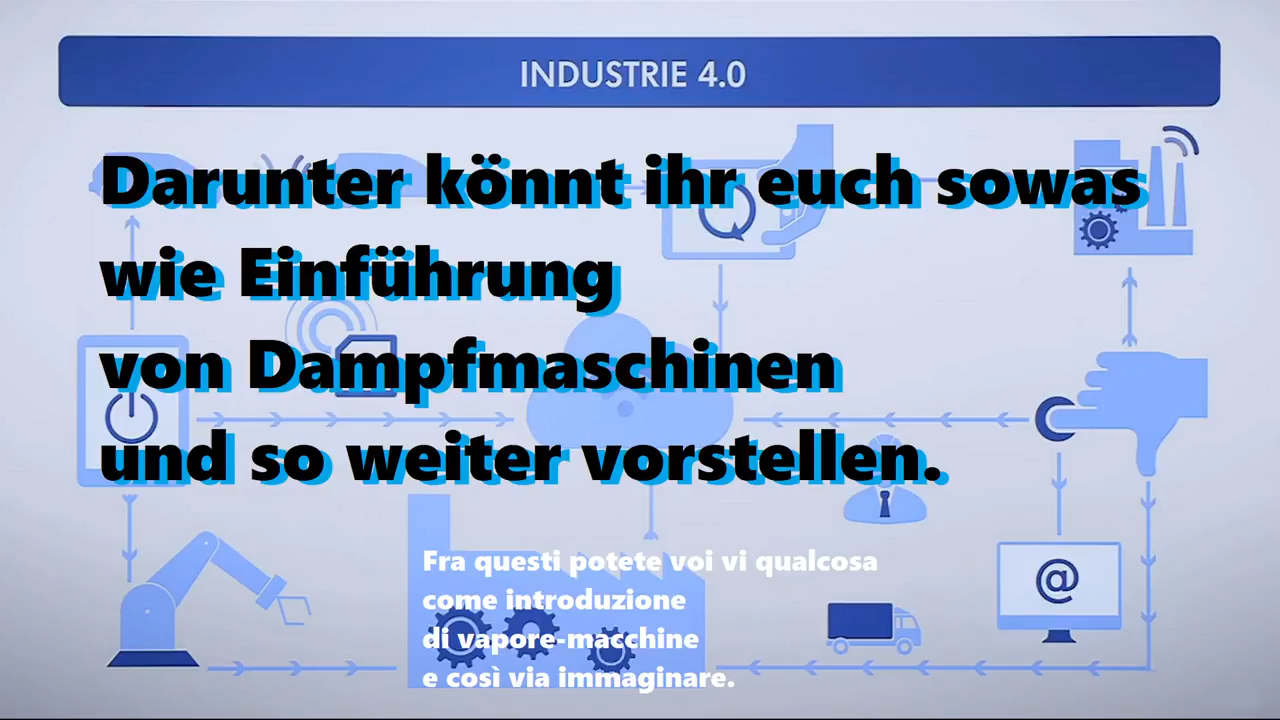 INDUSTRIE 4.0
Darunter könnt ihr euch sowas
wie Einführung
von Dampfmaschinen
und so weiter vorstellen.
@
Fra questi potete voi vi qualcosa
come introduzione
di vapore-macchine
e così via immaginare.